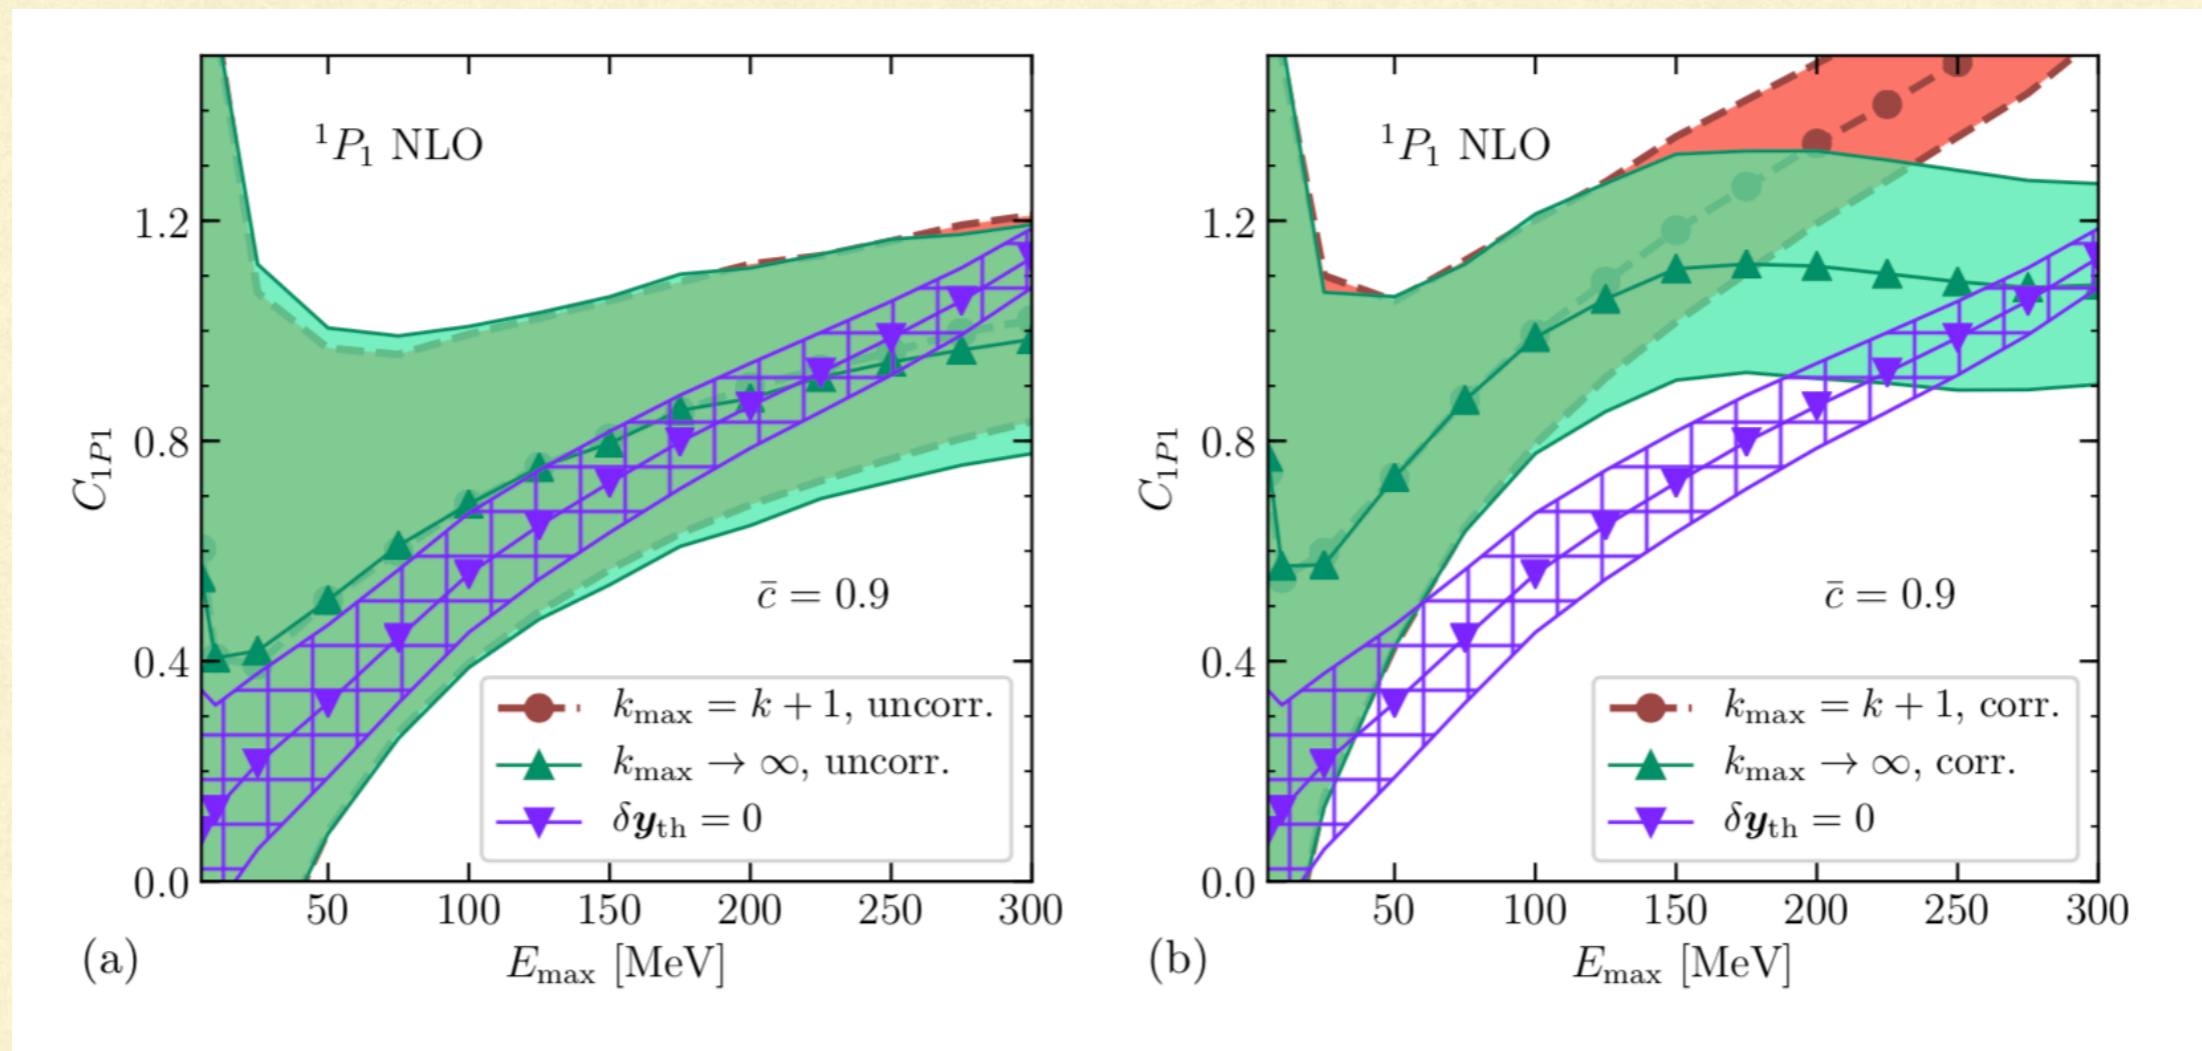 ¹P₁ NLO
C₁P₁
1.2
0.8
0.4
0.0
c̄ = 0.9
k_max = k + 1, uncorr.
k_max → ∞, uncorr.
δy_th = 0
50 100 150 200 250 300
E_max [MeV]
(a)
¹P₁ NLO
C₁P₁
1.2
0.8
0.4
0.0
c̄ = 0.9
k_max = k + 1, corr.
k_max → ∞, corr.
δy_th = 0
50 100 150 200 250 300
E_max [MeV]
(b)